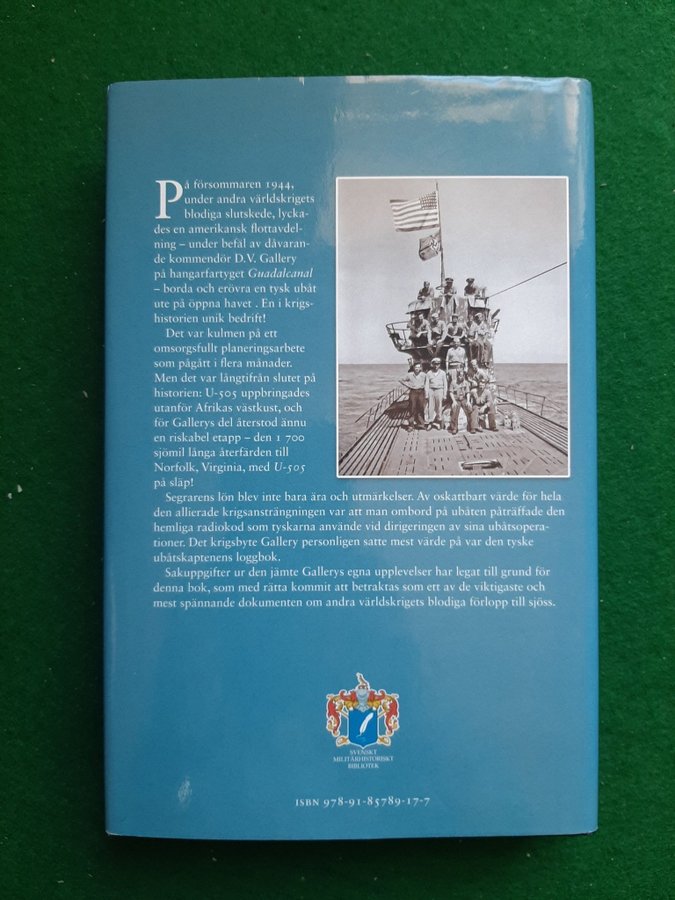 På försommaren 1944,
under andra världskrigets
blodiga slutskede, lycka-
des en amerikansk flottavdel-
ning – under befäl av dåvaran-
de kommendör D.V. Gallery
på hangarfartyget Guadalcanal
– borda och erövra en tysk ubåt
ute på öppna havet . En i krigs-
historien unik bedrift!
Det var kulmen på ett
omsorgsfullt planeringsarbete
som pågått i flera månader.
Men det var långtifrån slutet på
historien: U-505 uppbringades
utanför Afrikas västkust, och
för Gallerys del återstod ännu
en riskabel etapp – den 1 700
sjömil långa återfärden till
Norfolk, Virginia, med U-505
på släp!
Segrarens lön blev inte bara ära och utmärkelser. Av oskattbart värde för hela
den allierade krigsansträngningen var att man ombord på ubåten påträffade den
hemliga radiokod som tyskarna använde vid dirigeringen av sina ubåtsopera-
tioner. Det krigsbyte Gallery personligen satte mest värde på var den tyske
ubåtskaptenens loggbok.
Sakuppgifter ur den jämte Gallerys egna upplevelser har legat till grund för
denna bok, som med rätta kommit att betraktas som ett av de viktigaste och
mest spännande dokumenten om andra världskrigets blodiga förlopp till sjöss.
SVENSKT
MILITÄRHISTORISKT
BIBLIOTEK
ISBN 978-91-85789-17-7